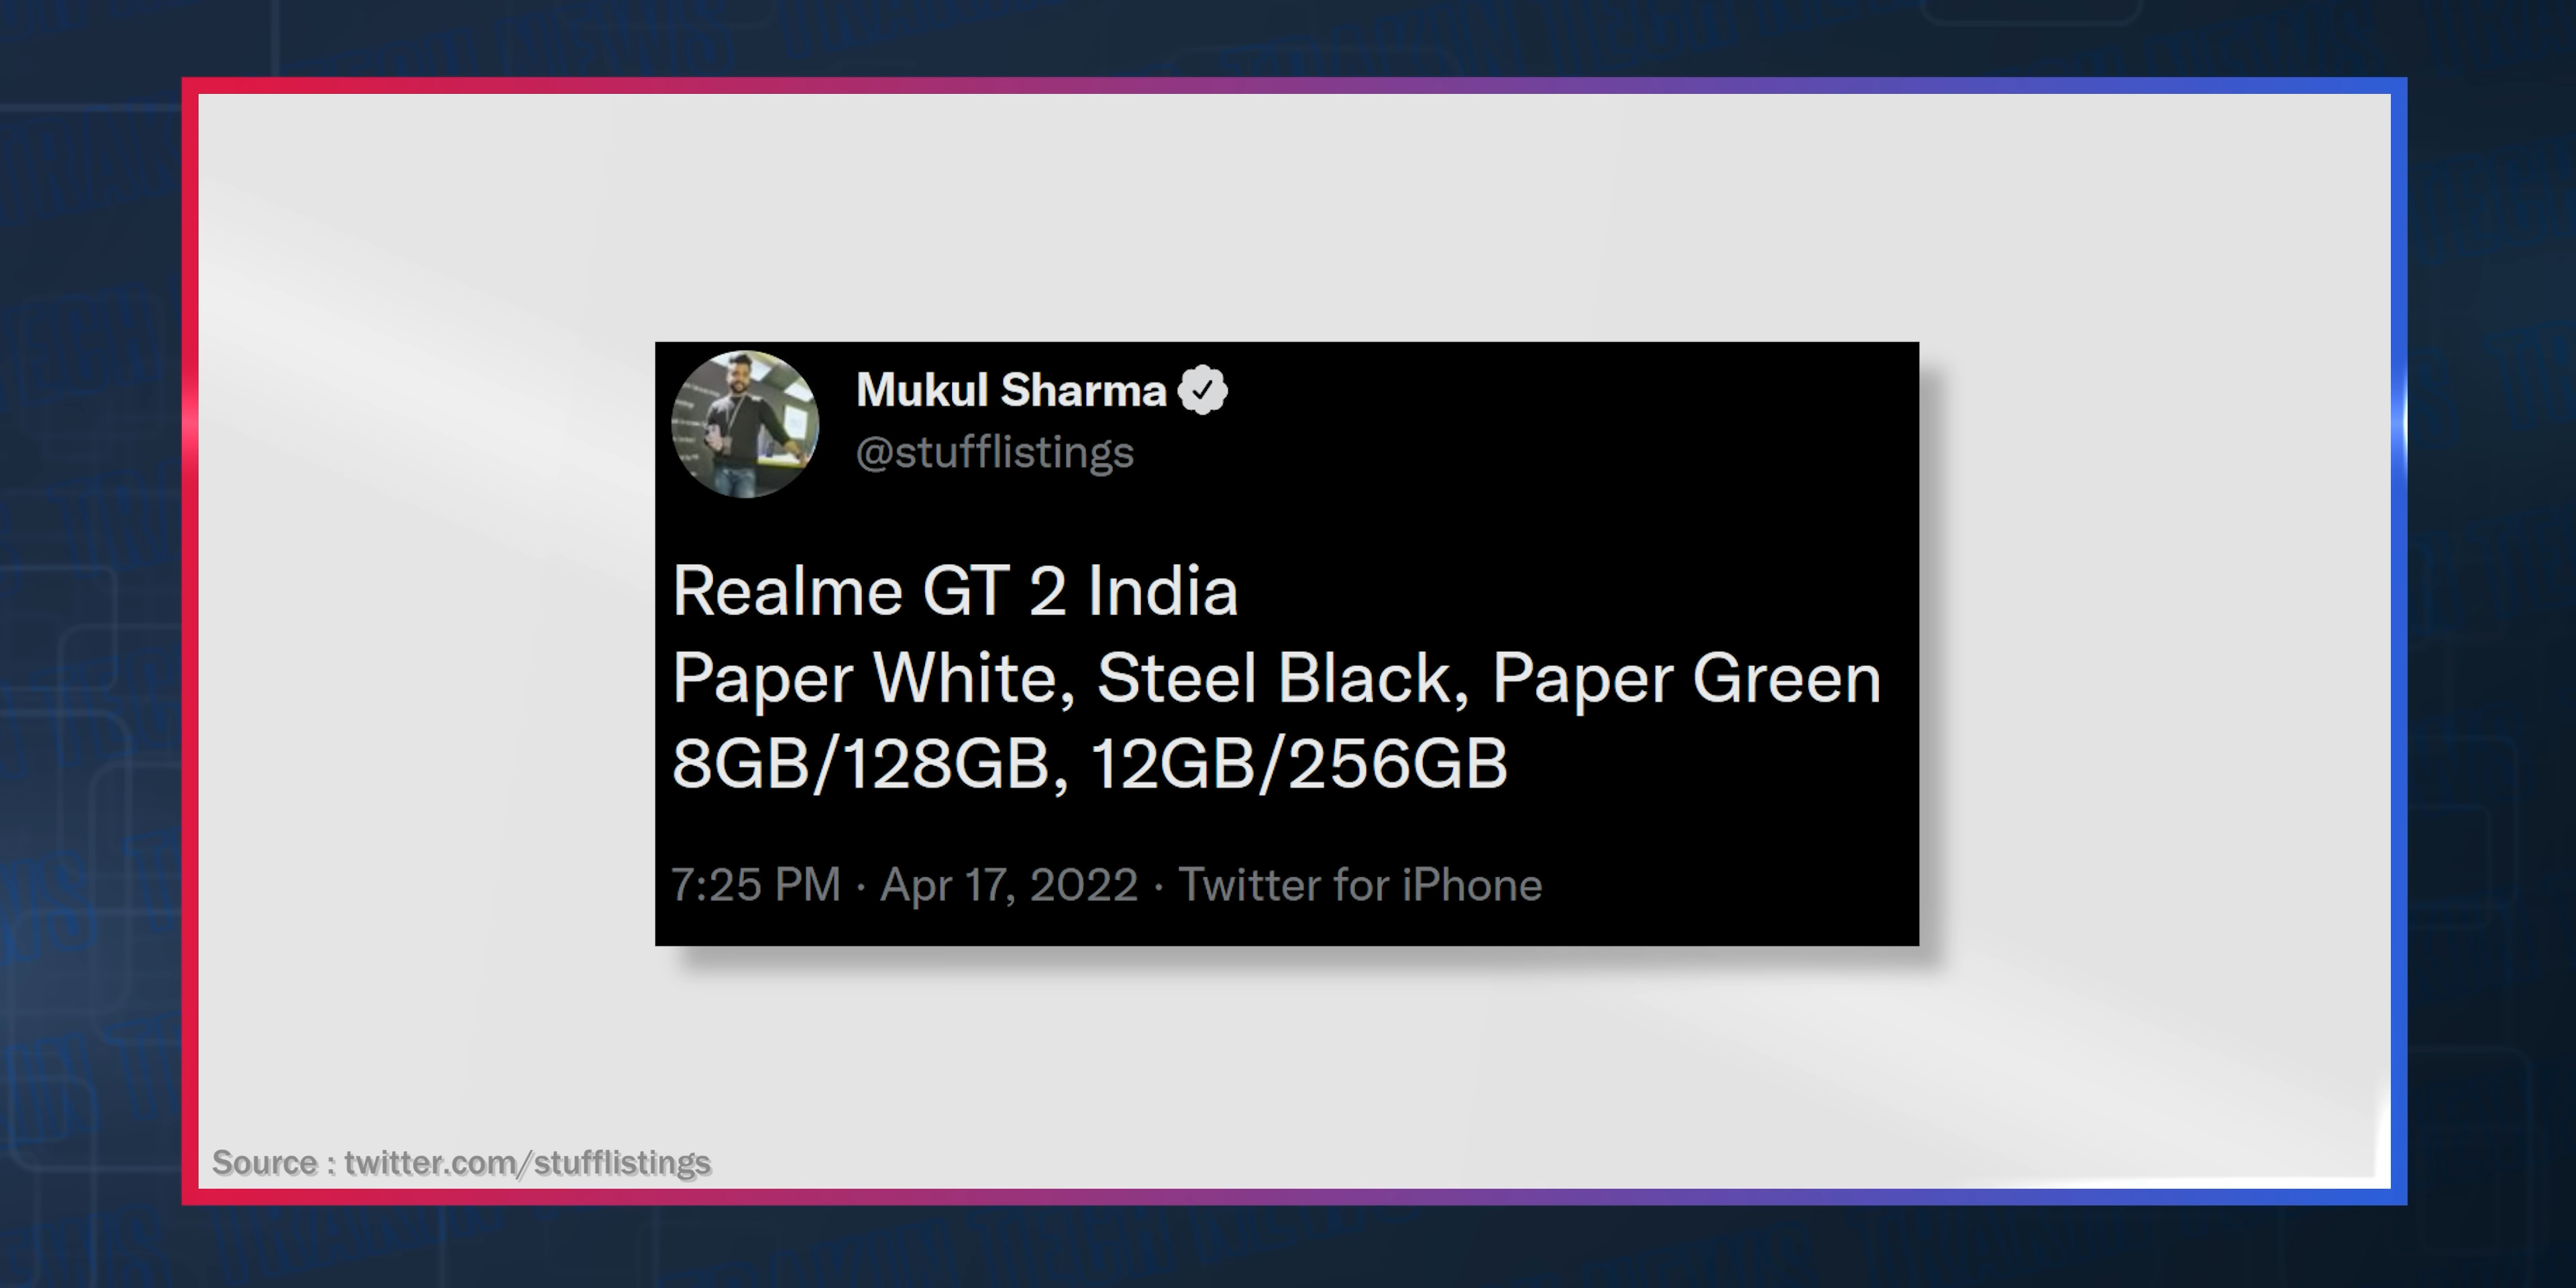 Mukul Sharma
@stufflistings
Realme GT 2 India
Paper White, Steel Black, Paper Green
8GB/128GB, 12GB/256GB
7:25 PM · Apr 17, 2022 · Twitter for iPhone
Source : twitter.com/stufflistings